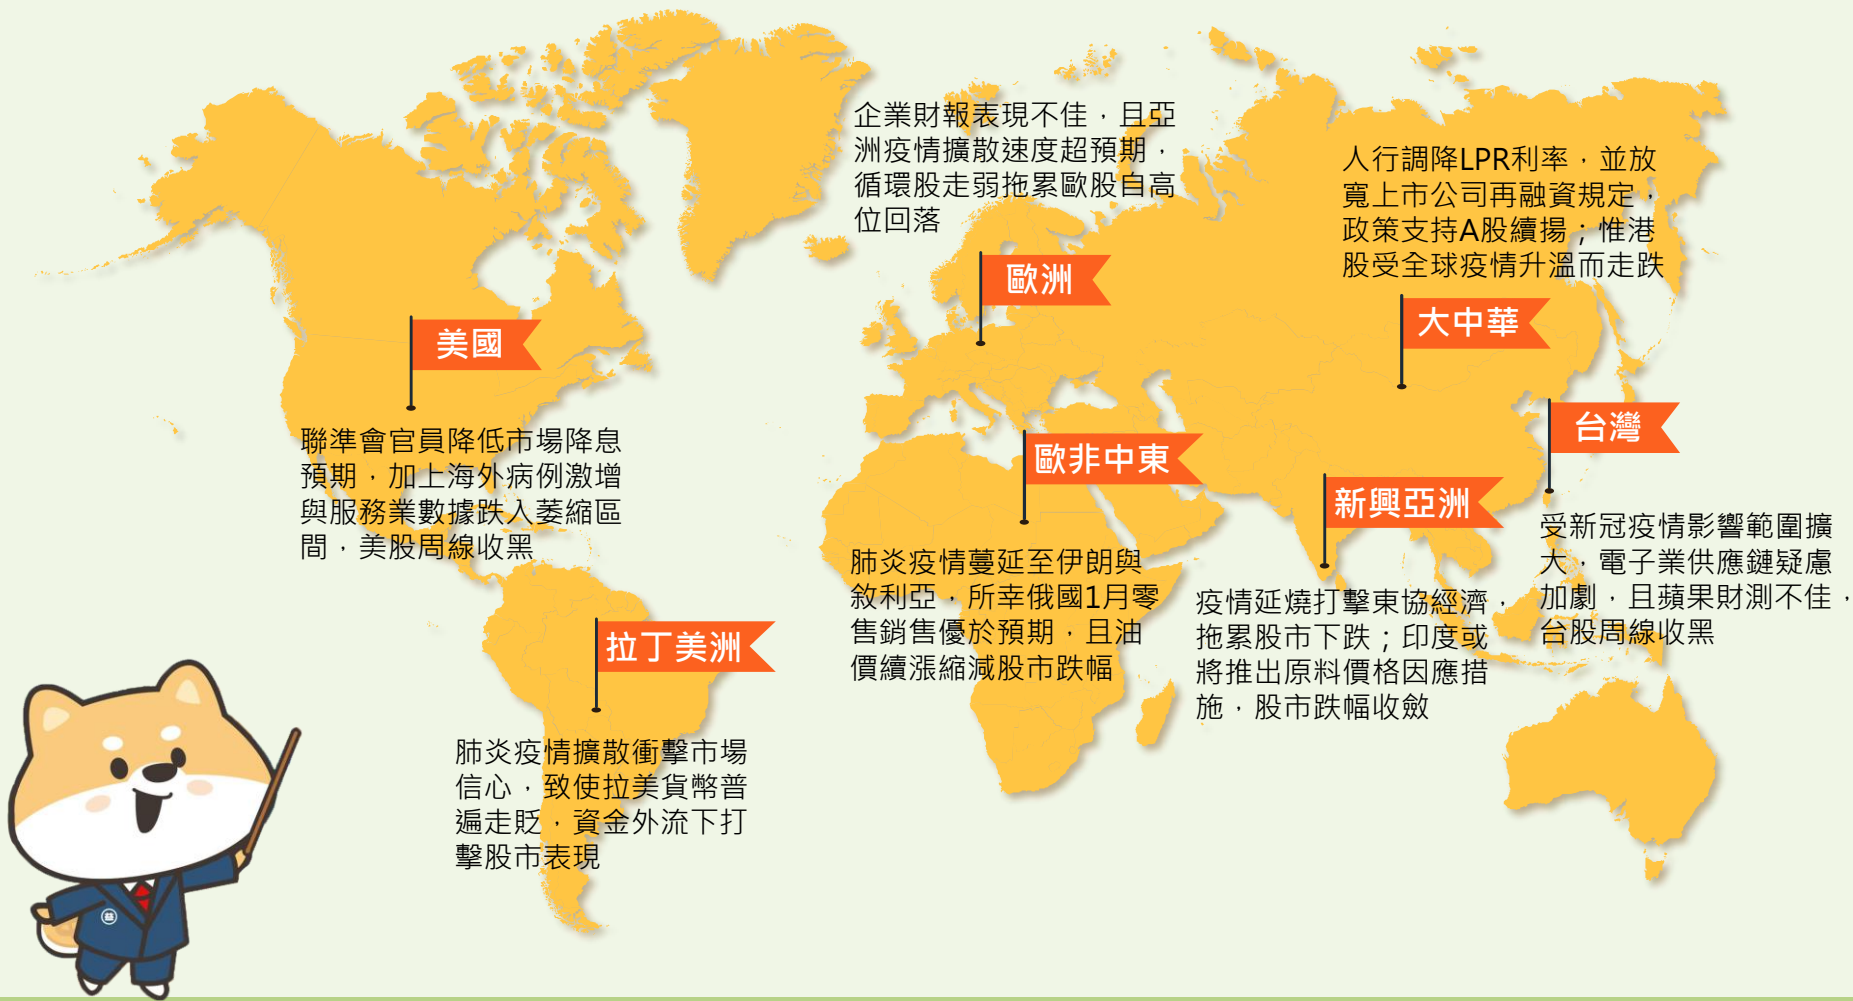 企業財報表現不佳，且亞
洲疫情擴散速度超預期，
循環股走弱拖累歐股自高
位回落
歐洲
人行調降LPR利率，並放
寬上市公司再融資規定，
政策支持A股續揚；惟港
股受全球疫情升溫而走跌
大中華
美國
聯準會官員降低市場降息
預期，加上海外病例激增
與服務業數據跌入萎縮區
間，美股周線收黑
歐非中東
肺炎疫情蔓延至伊朗與
敘利亞，所幸俄國1月零
售銷售優於預期，且油
價續漲縮減股市跌幅
新興亞洲
疫情延燒打擊東協經濟，
拖累股市下跌；印度或
將推出原料價格因應措
施，股市跌幅收斂
台灣
受新冠疫情影響範圍擴
大，電子業供應鏈疑慮
加劇，且蘋果財測不佳，
台股周線收黑
拉丁美洲
肺炎疫情擴散衝擊市場
信心，致使拉美貨幣普
遍走貶，資金外流下打
擊股市表現